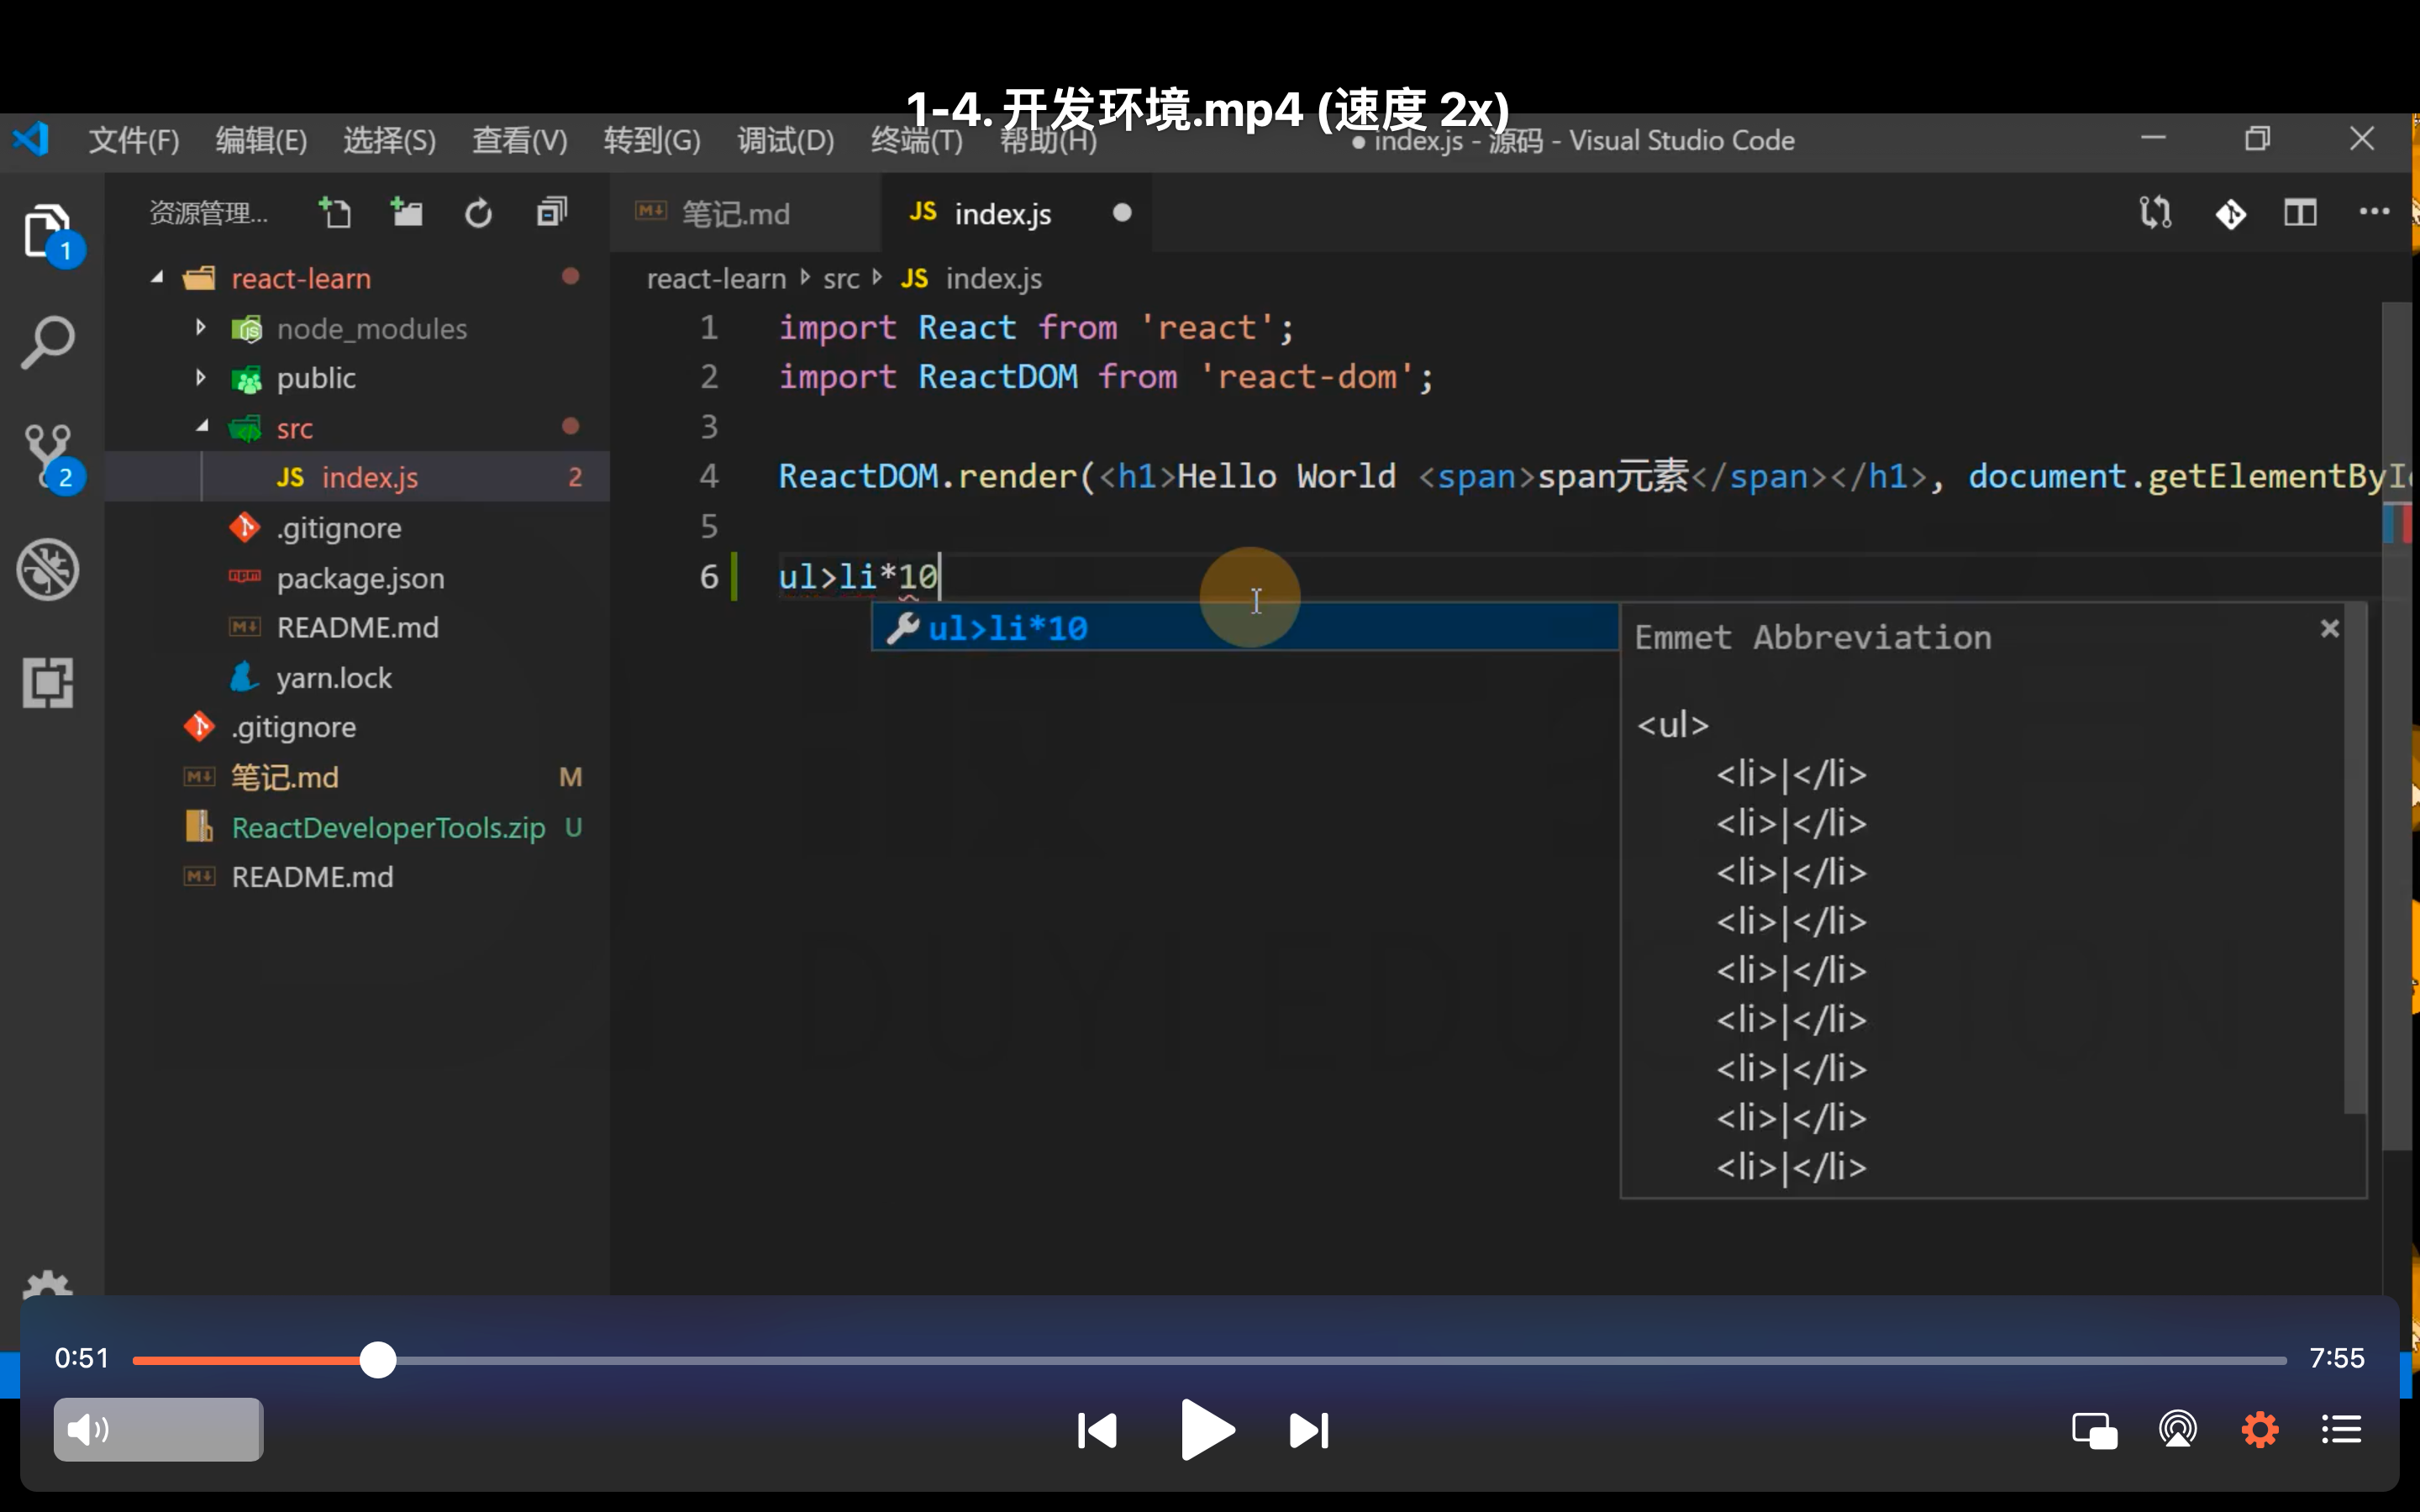 1-4. 开发环境.mp4 (速度 2x)
文件(F) 编辑(E) 选择(S) 查看(V) 转到(G) 调试(D) 终端(T) 帮助(H) ● index.js - 源码 - Visual Studio Code
资源管理...
笔记.md
JS index.js
1
2
react-learn
node_modules
public
src
JS index.js 2
.gitignore
package.json
README.md
yarn.lock
.gitignore
笔记.md M
ReactDeveloperTools.zip U
README.md
react-learn src JS index.js
1 import React from 'react';
2 import ReactDOM from 'react-dom';
3
4 ReactDOM.render(<h1>Hello World <span>span元素</span></h1>, document.getElementById
5
6 ul>li*10
ul>li*10
Emmet Abbreviation
<ul>
<li>|</li>
<li>|</li>
<li>|</li>
<li>|</li>
<li>|</li>
<li>|</li>
<li>|</li>
<li>|</li>
<li>|</li>
DUYI EDUCATION
0:51
7:55